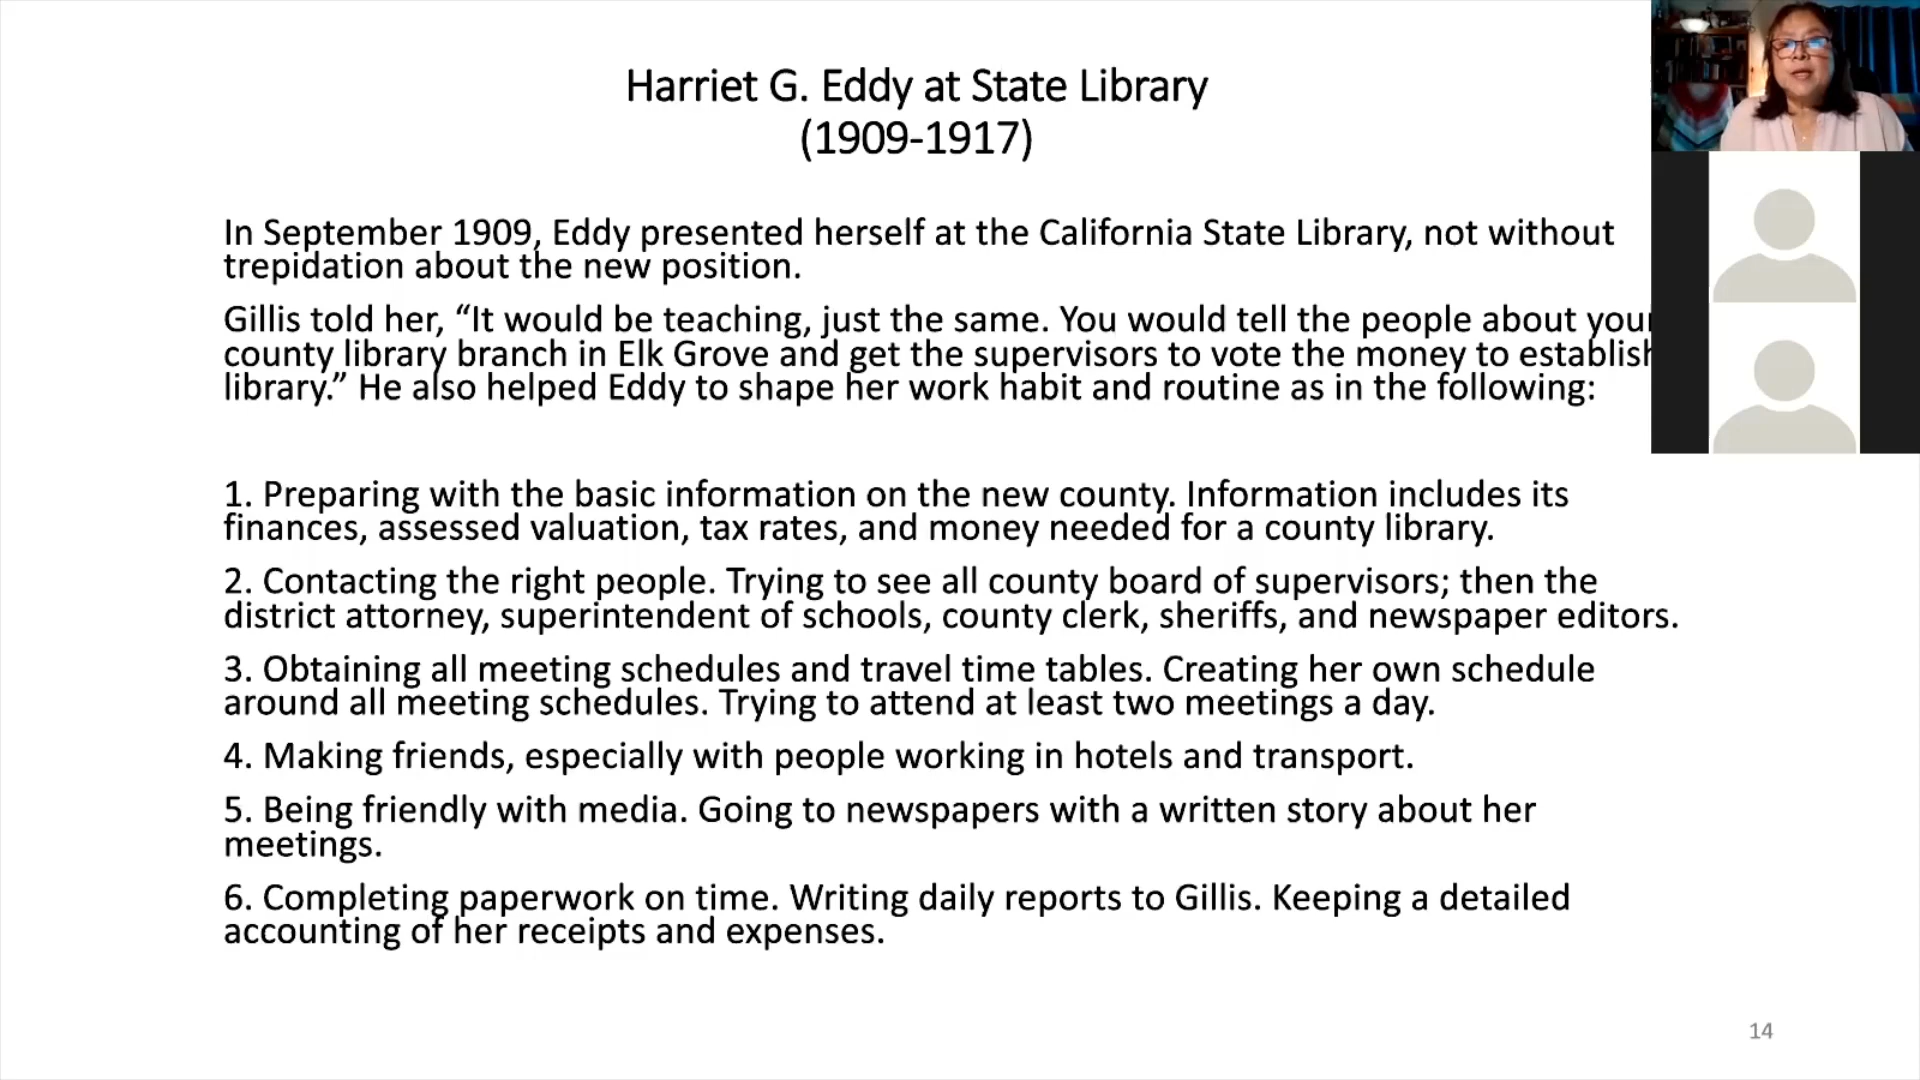 Harriet G. Eddy at State Library
(1909-1917)
In September 1909, Eddy presented herself at the California State Library, not without
trepidation about the new position.
Gillis told her, “It would be teaching, just the same. You would tell the people about your
county library branch in Elk Grove and get the supervisors to vote the money to establish
library.” He also helped Eddy to shape her work habit and routine as in the following:
1. Preparing with the basic information on the new county. Information includes its
finances, assessed valuation, tax rates, and money needed for a county library.
2. Contacting the right people. Trying to see all county board of supervisors; then the
district attorney, superintendent of schools, county clerk, sheriffs, and newspaper editors.
3. Obtaining all meeting schedules and travel time tables. Creating her own schedule
around all meeting schedules. Trying to attend at least two meetings a day.
4. Making friends, especially with people working in hotels and transport.
5. Being friendly with media. Going to newspapers with a written story about her
meetings.
6. Completing paperwork on time. Writing daily reports to Gillis. Keeping a detailed
accounting of her receipts and expenses.
14